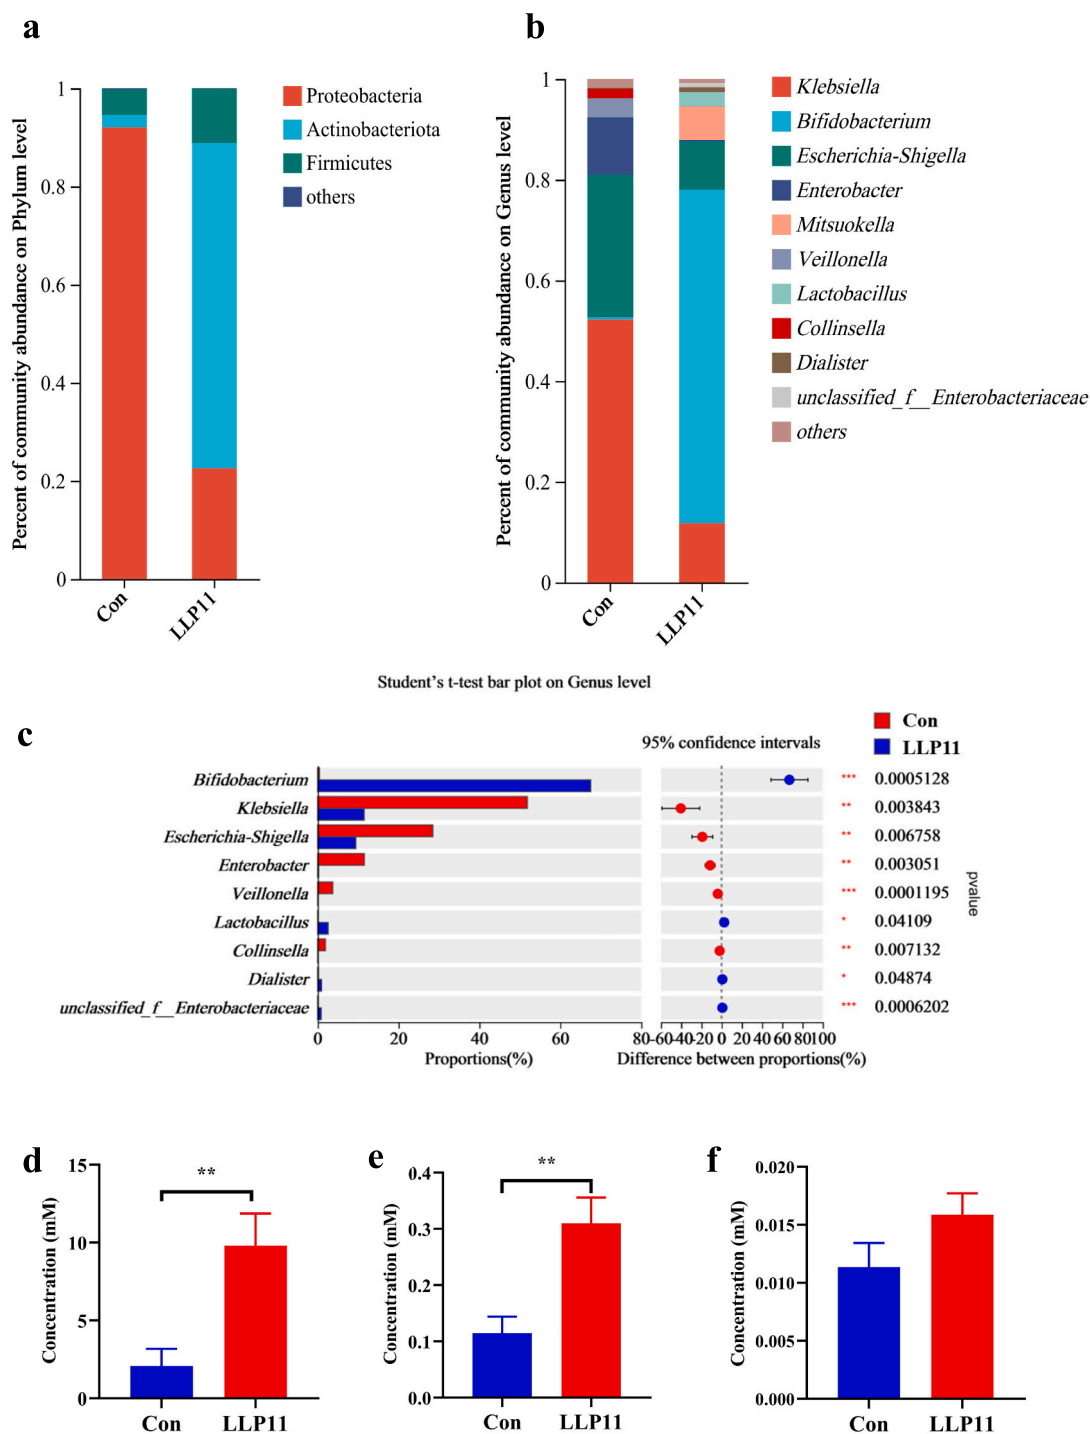 a
Percent of community abundance on Phylum level
1
0.8
0.6
0.4
0.2
0
Con
LLP11
Proteobacteria
Actinobacteriota
Firmicutes
others
b
Percent of community abundance on Genus level
1
0.8
0.6
0.4
0.2
0
Con
LLP11
Klebsiella
Bifidobacterium
Escherichia-Shigella
Enterobacter
Mitsuokella
Veillonella
Lactobacillus
Collinsella
Dialister
unclassified_f__Enterobacteriaceae
others
Student's t-test bar plot on Genus level
c
95% confidence intervals
Con
LLP11
Bifidobacterium *** 0.0005128
Klebsiella ** 0.003843
Escherichia-Shigella ** 0.006758
Enterobacter ** 0.003051
Veillonella *** 0.0001195
Lactobacillus * 0.04109
Collinsella ** 0.007132
Dialister * 0.04874
unclassified_f__Enterobacteriaceae *** 0.0006202
pvalue
0 20 40 60 80 -60 -40 -20 0 20 40 60 80 100
Proportions(%) Difference between proportions(%)
d
Concentration (mM)
15
10
5
0
**
Con LLP11
e
Concentration (mM)
0.4
0.3
0.2
0.1
0.0
**
Con LLP11
f
Concentration (mM)
0.020
0.015
0.010
0.005
0.000
Con LLP11